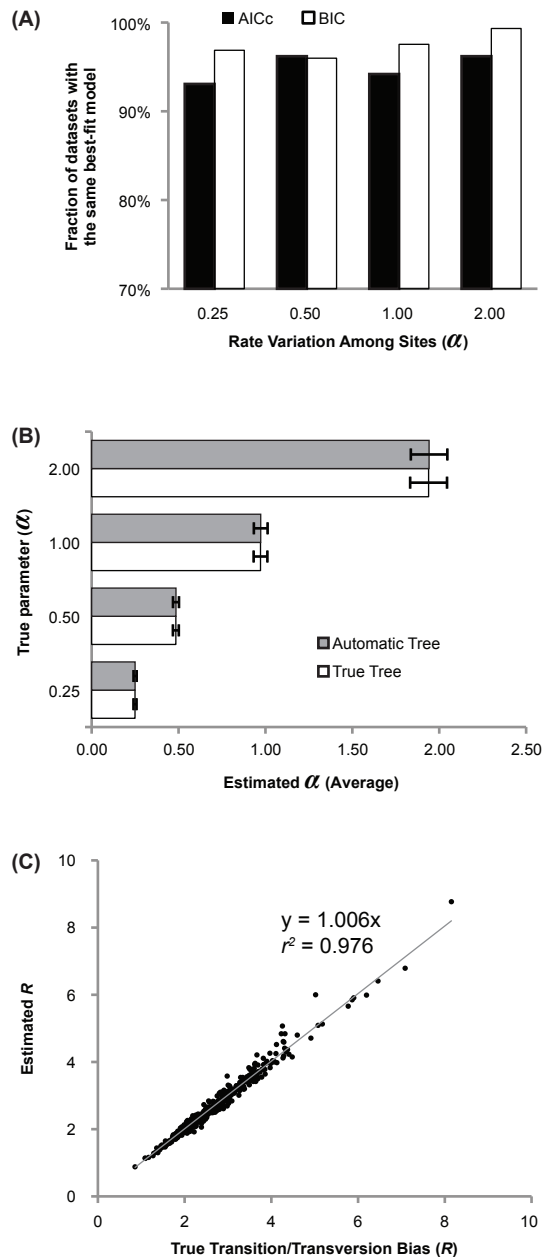 (A)
AICc BIC
100%
90%
80%
70%
Fraction of datasets with
the same best-fit model
0.25 0.50 1.00 2.00
Rate Variation Among Sites (α)
(B)
2.00
1.00
0.50
0.25
True parameter (α)
Automatic Tree
True Tree
0.00 0.50 1.00 1.50 2.00 2.50
Estimated α (Average)
(C)
10
8
6
4
2
0
Estimated R
y = 1.006x
r² = 0.976
0 2 4 6 8 10
True Transition/Transversion Bias (R)